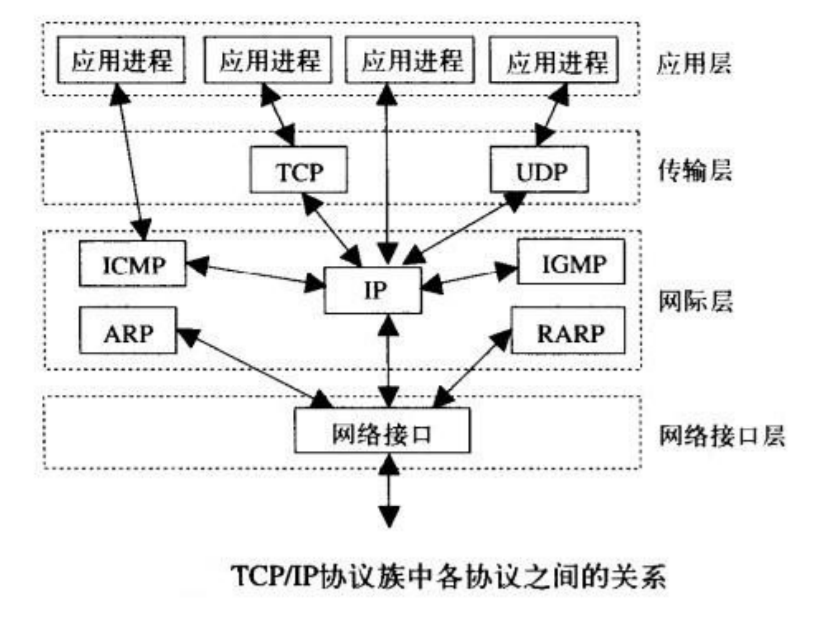 应用进程 应用进程 应用进程 应用进程 应用层
TCP UDP 传输层
ICMP IP IGMP
网际层
ARP RARP
网络接口 网络接口层
TCP/IP协议族中各协议之间的关系